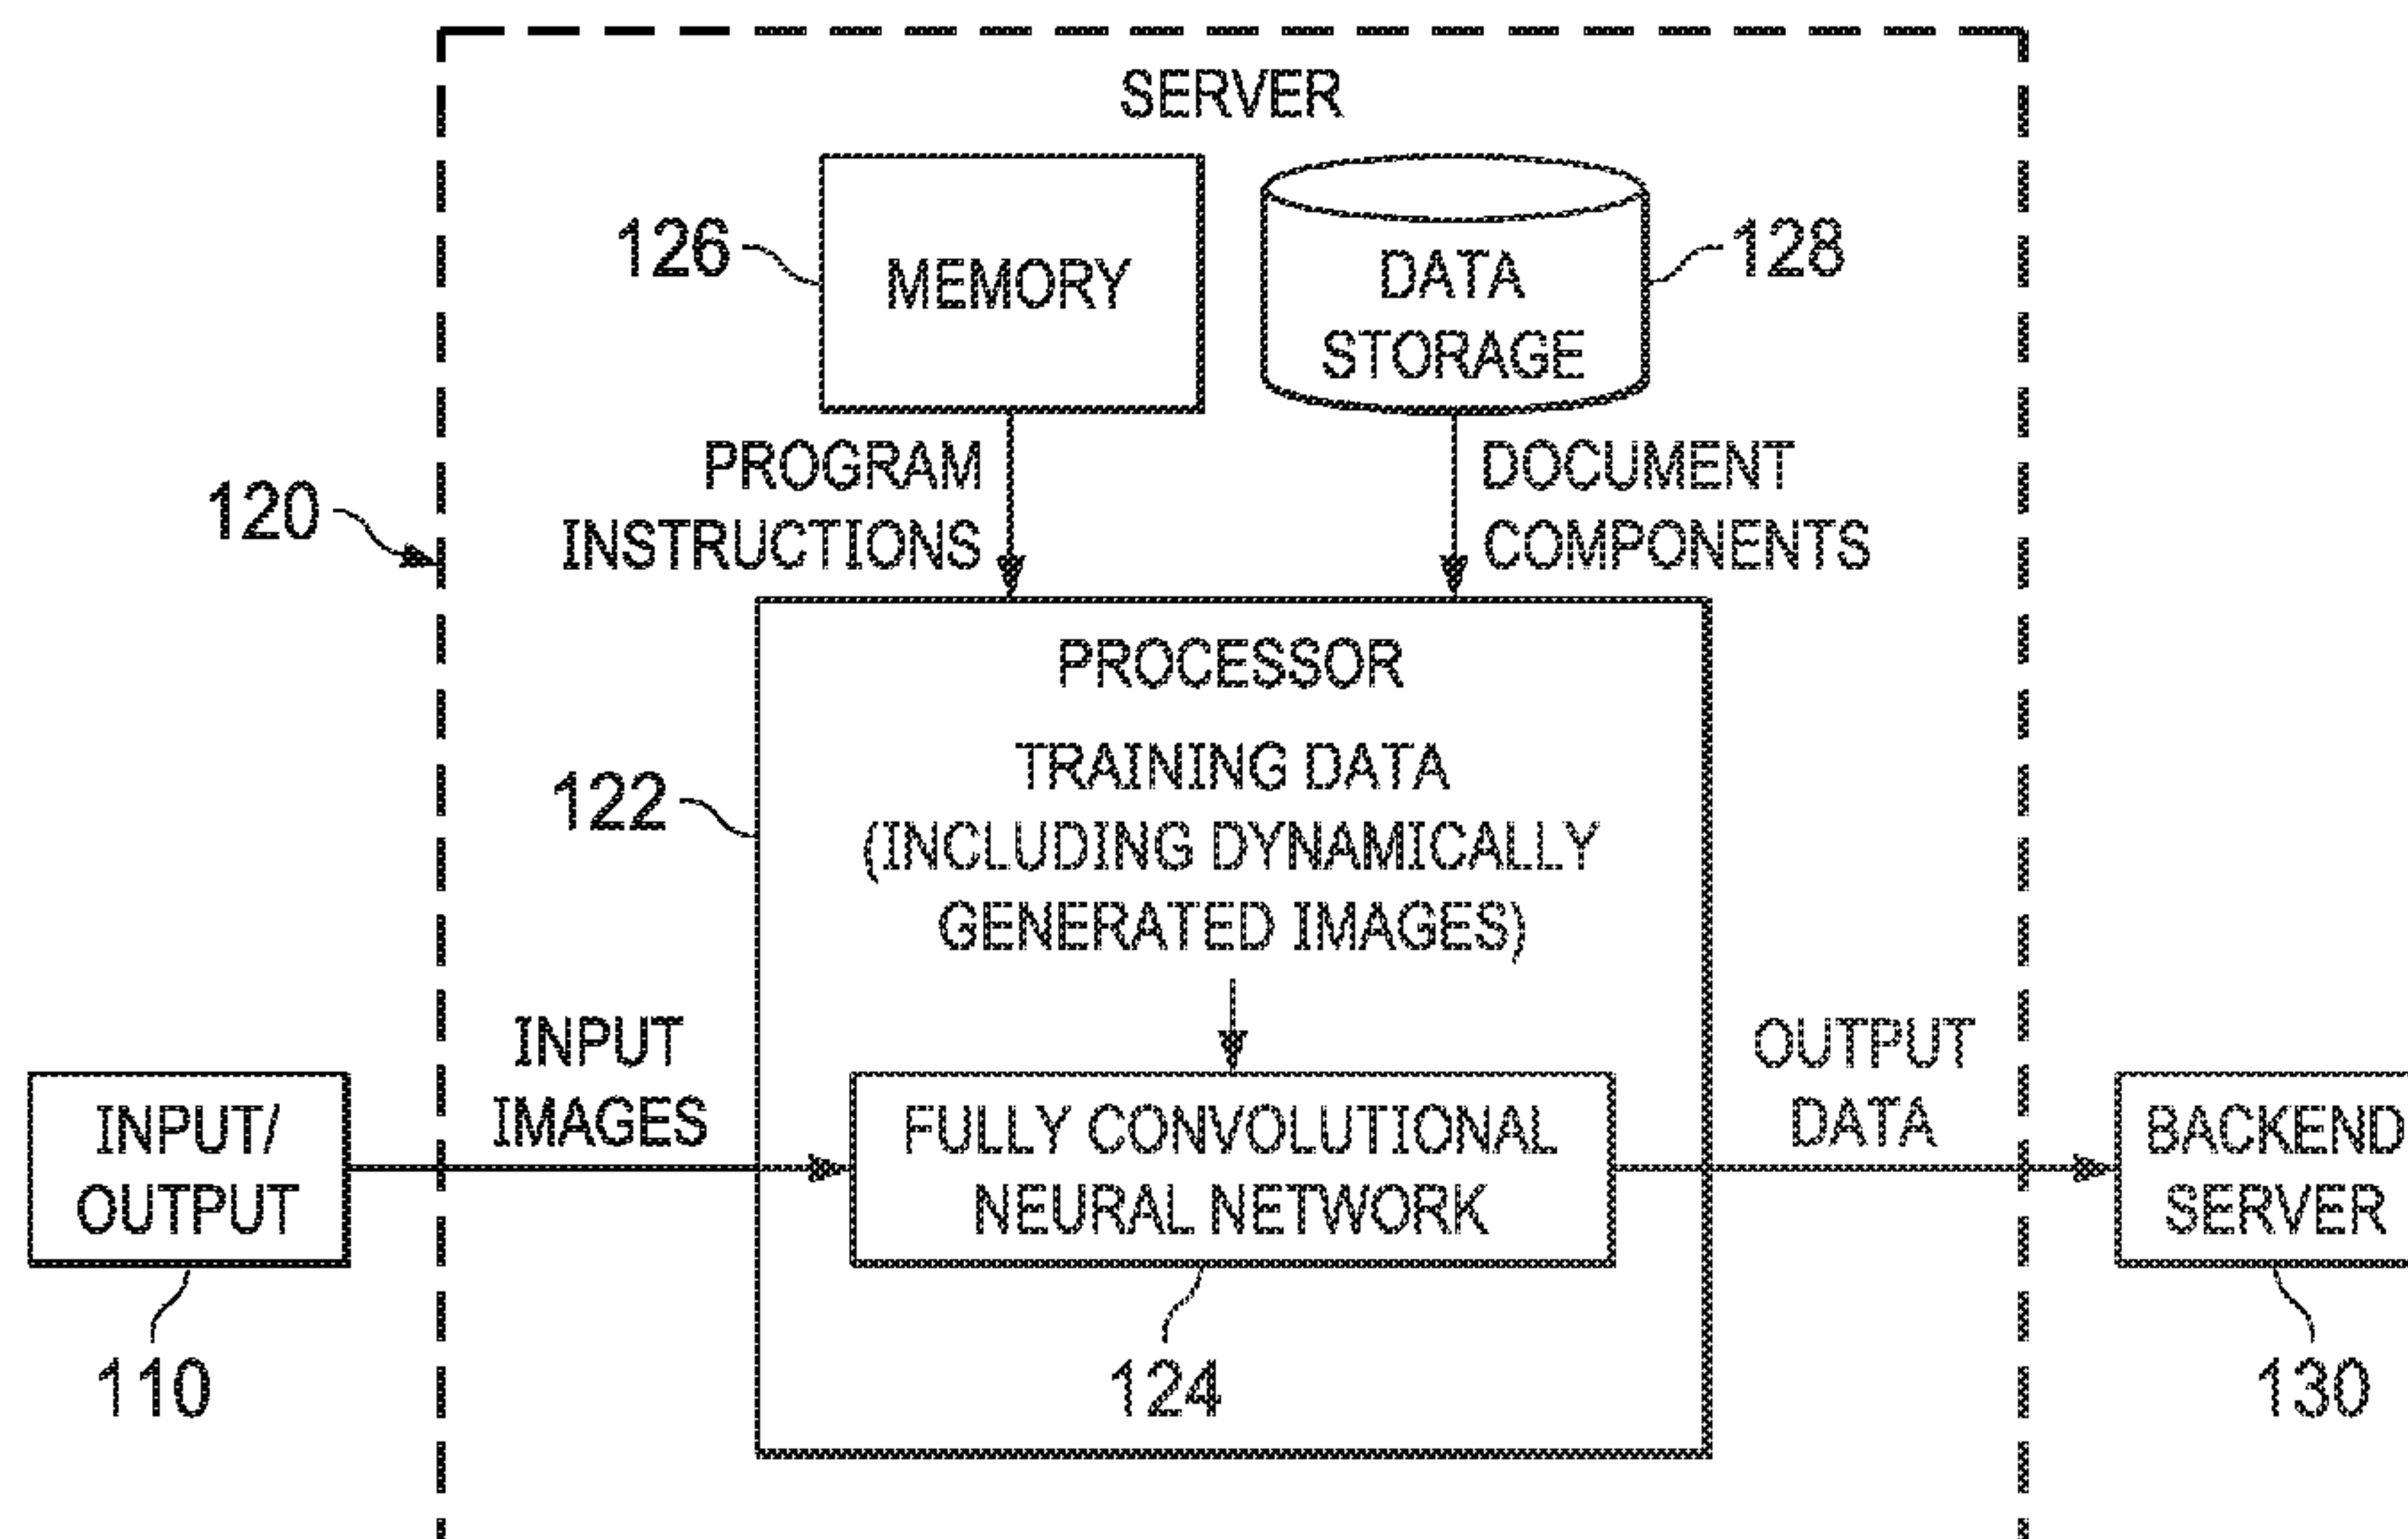 SERVER
126
MEMORY
DATA
STORAGE
128
PROGRAM
INSTRUCTIONS
DOCUMENT
COMPONENTS
120
PROCESSOR
122
TRAINING DATA
(INCLUDING DYNAMICALLY
GENERATED IMAGES)
INPUT
IMAGES
OUTPUT
DATA
INPUT/
OUTPUT
FULLY CONVOLUTIONAL
NEURAL NETWORK
BACKEND
SERVER
110
124
130